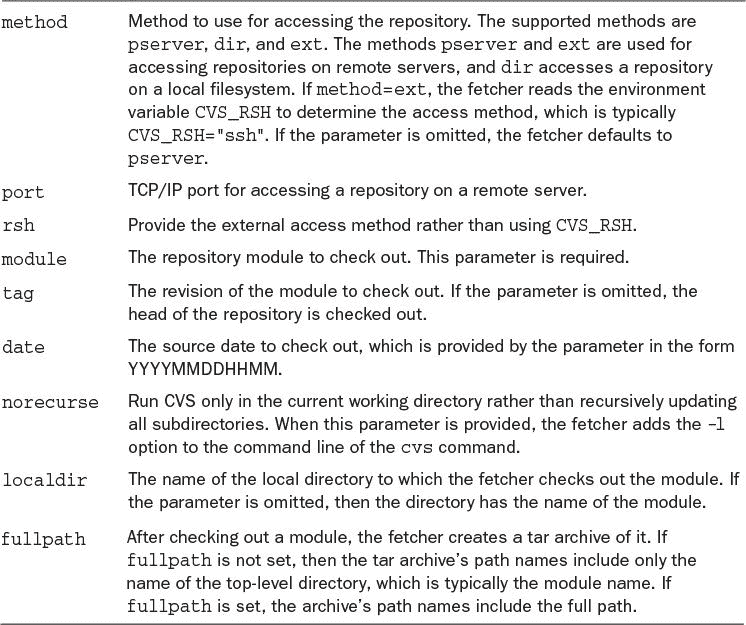 method Method to use for accessing the repository. The supported methods are
pserver, dir, and ext. The methods pserver and ext are used for
accessing repositories on remote servers, and dir accesses a repository
on a local filesystem. If method=ext, the fetcher reads the environment
variable CVS_RSH to determine the access method, which is typically
CVS_RSH="ssh". If the parameter is omitted, the fetcher defaults to
pserver.
port TCP/IP port for accessing a repository on a remote server.
rsh Provide the external access method rather than using CVS_RSH.
module The repository module to check out. This parameter is required.
tag The revision of the module to check out. If the parameter is omitted, the
head of the repository is checked out.
date The source date to check out, which is provided by the parameter in the form
YYYYMMDDHHMM.
norecurse Run CVS only in the current working directory rather than recursively updating
all subdirectories. When this parameter is provided, the fetcher adds the –l
option to the command line of the cvs command.
localdir The name of the local directory to which the fetcher checks out the module. If
the parameter is omitted, then the directory has the name of the module.
fullpath After checking out a module, the fetcher creates a tar archive of it. If
fullpath is not set, then the tar archive’s path names include only the
name of the top-level directory, which is typically the module name. If
fullpath is set, the archive’s path names include the full path.